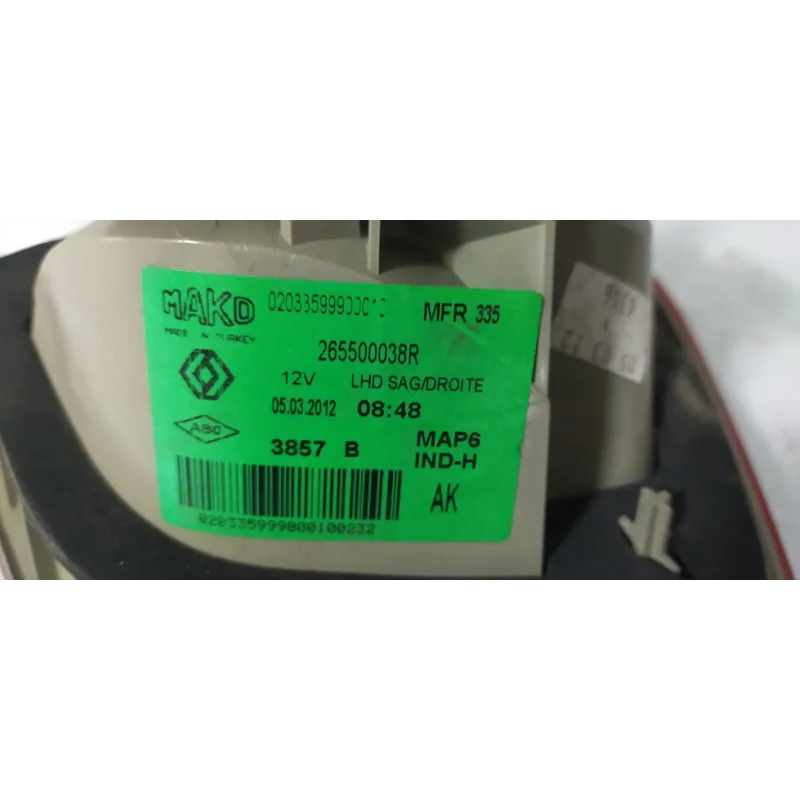 MAKO
MFR 335
MADE IN TURKEY
265500038R
12V LHD SAG/DROITE
05.03.2012 08:48
3857 B
MAP6
IND-H
AK
020335999000100232